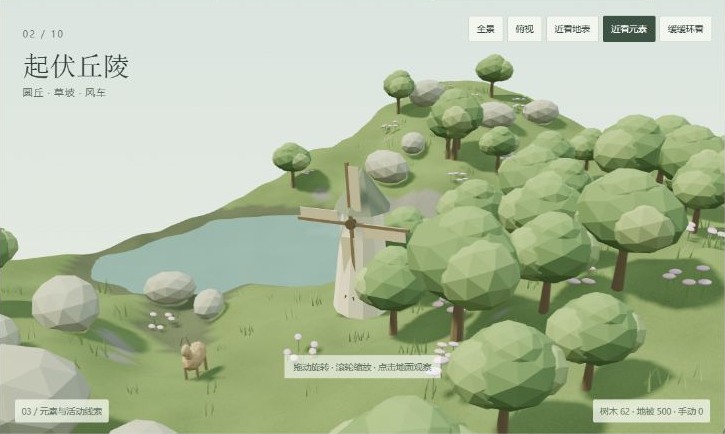 02 / 10
全景
俯视
近看地表
近看元素
缓缓环看
起伏丘陵
圆丘 · 草坡 · 风车
拖动旋转 · 滚轮缩放 · 点击地面观察
03 / 元素与活动线索
树木 62 · 地被 500 · 手动 0